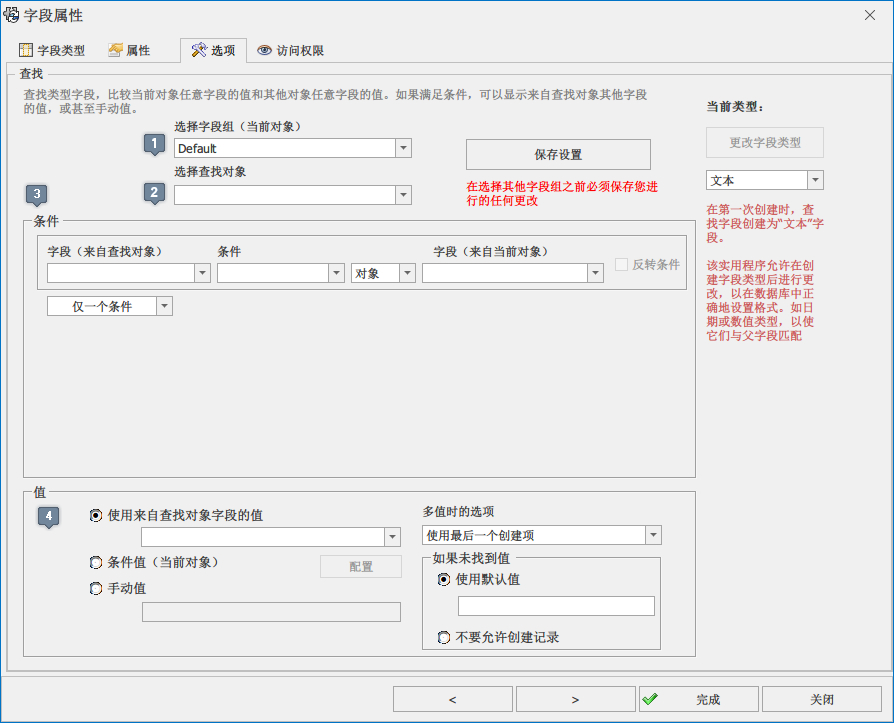 字段属性
字段类型
属性
选项
访问权限
查找
查找类型字段，比较当前对象任意字段的值和其他对象任意字段的值。如果满足条件，可以显示来自查找对象其他字段
的值，或甚至手动值。
选择字段组（当前对象）
1
Default
选择查找对象
2
3
保存设置
在选择其他字段组之前必须保存您进
行的任何更改
当前类型：
更改字段类型
文本
在第一次创建时，查
找字段创建为“文本”字
段。
该实用程序允许在创
建字段类型后进行更
改，以在数据库中正
确地设置格式。如日
期或数值类型，以使
它们与父字段匹配
条件
字段（来自查找对象）
条件
字段（来自当前对象）
对象
反转条件
仅一个条件
值
4
使用来自查找对象字段的值
条件值（当前对象）
配置
手动值
多值时的选项
使用最后一个创建项
如果未找到值
使用默认值
不要允许创建记录
<
>
完成
关闭